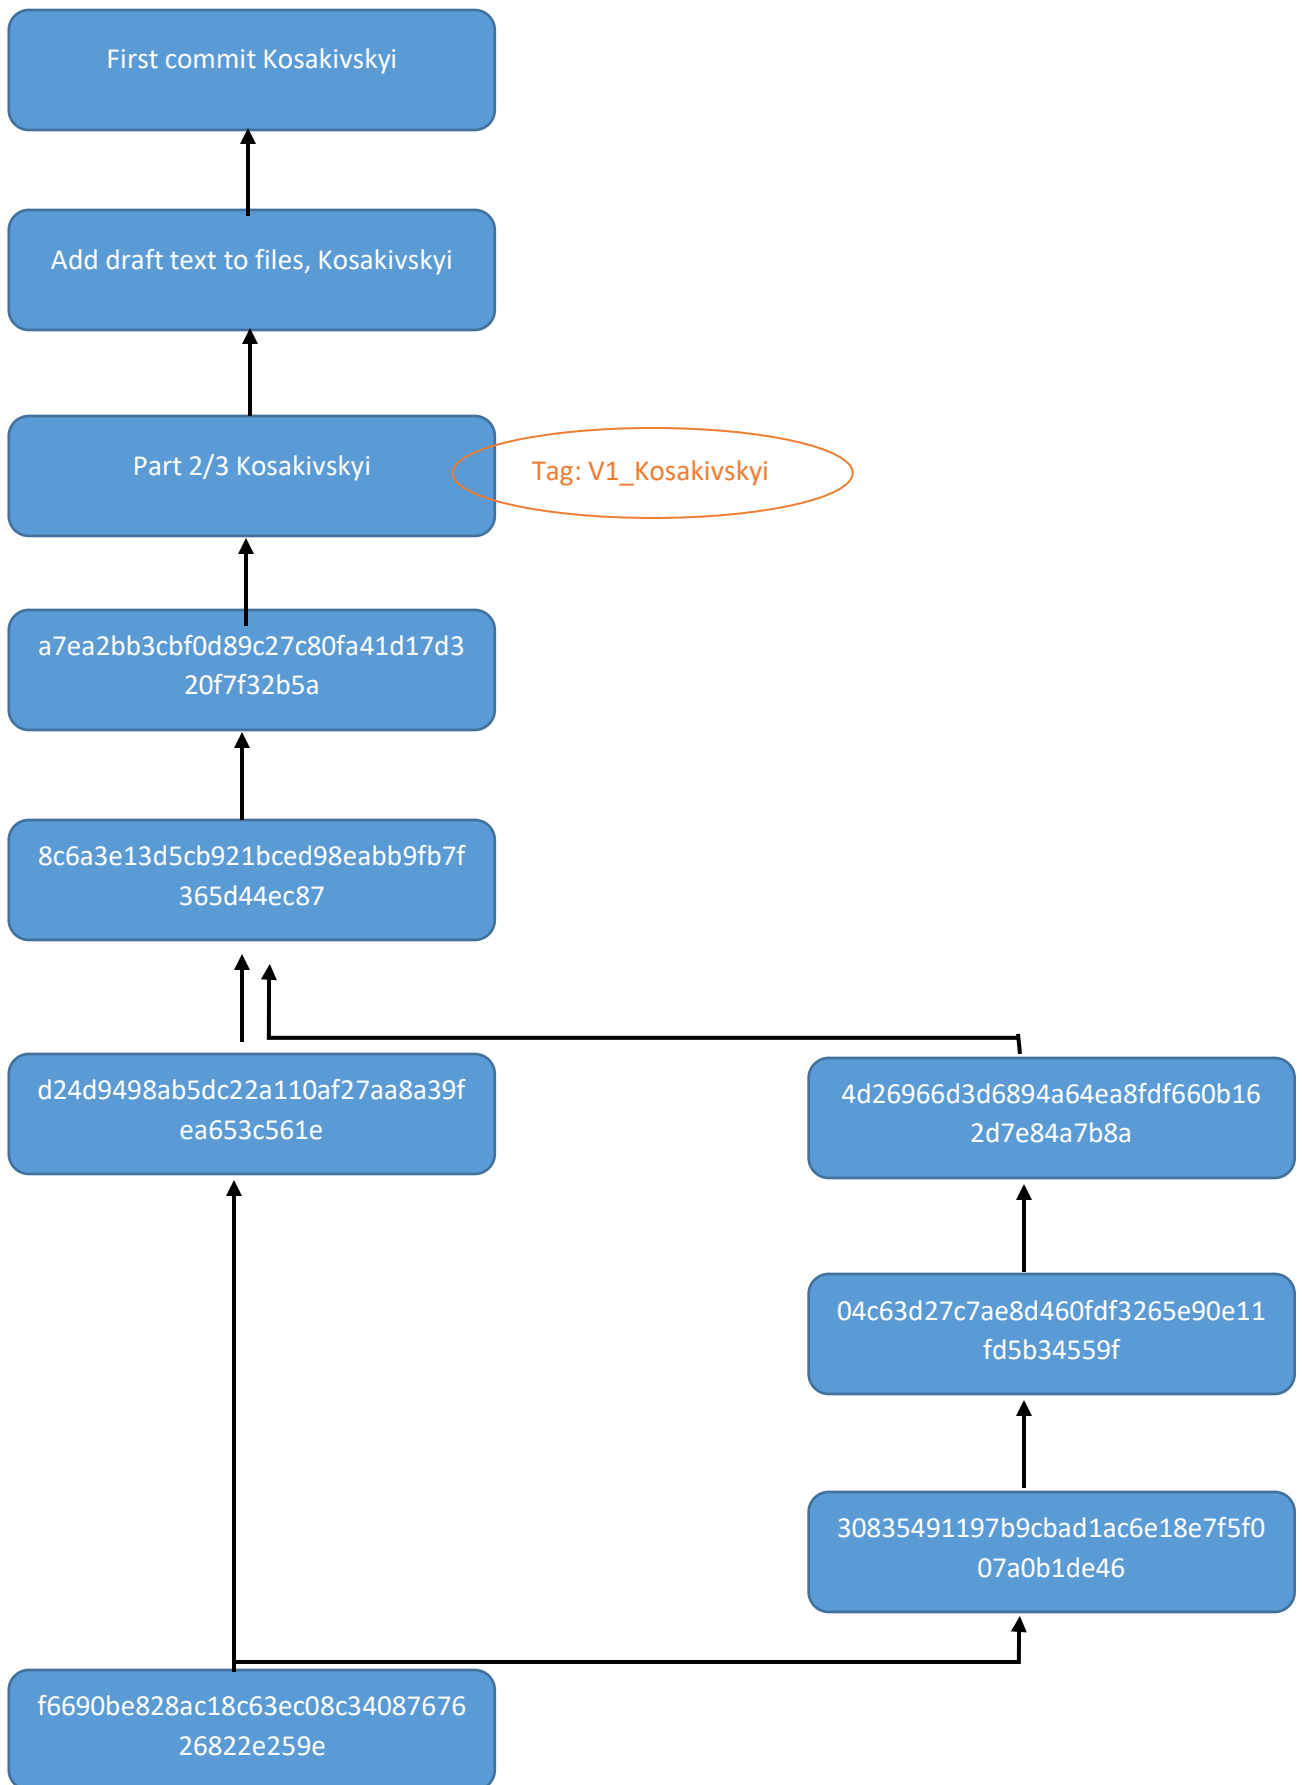 First commit Kosakivskyi
Add draft text to files, Kosakivskyi
Part 2/3 Kosakivskyi
Tag: V1_Kosakivskyi
a7ea2bb3cbf0d89c27c80fa41d17d3
20f7f32b5a
8c6a3e13d5cb921bced98eabb9fb7f
365d44ec87
d24d9498ab5dc22a110af27aa8a39f
ea653c561e
4d26966d3d6894a64ea8fdf660b16
2d7e84a7b8a
04c63d27c7ae8d460fdf3265e90e11
fd5b34559f
30835491197b9cbad1ac6e18e7f5f0
07a0b1de46
f6690be828ac18c63ec08c34087676
26822e259e